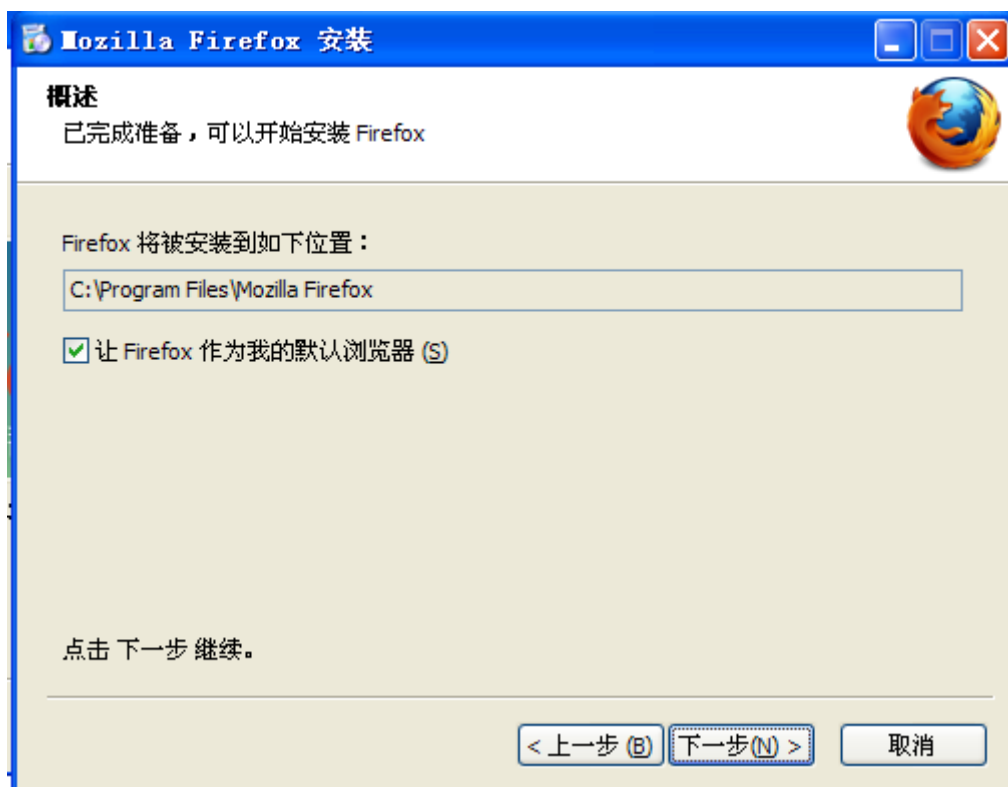 Mozilla Firefox 安装
概述
已完成准备，可以开始安装 Firefox
Firefox 将被安装到如下位置：
C:\Program Files\Mozilla Firefox
让 Firefox 作为我的默认浏览器 (S)
点击 下一步 继续。
< 上一步 (B) 下一步(N) > 取消